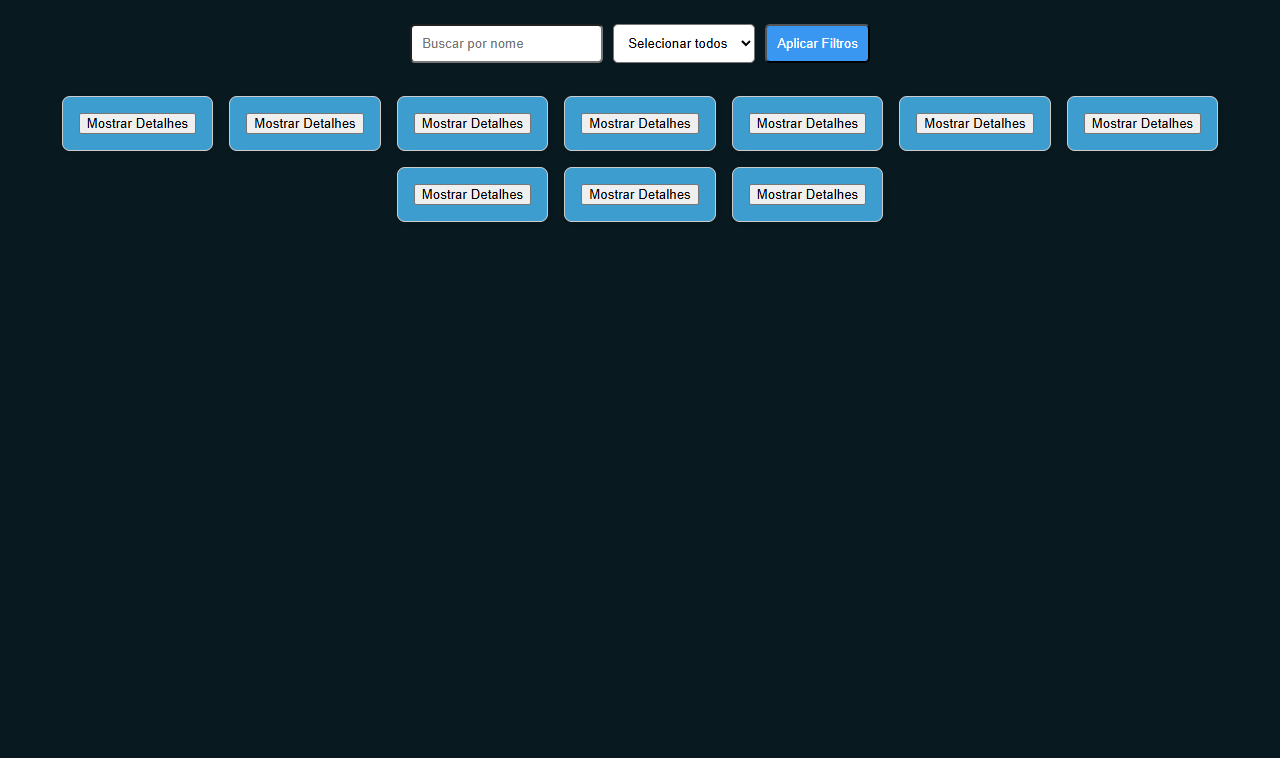 Buscar por nome Selecionar todos Aplicar Filtros
Mostrar Detalhes Mostrar Detalhes Mostrar Detalhes Mostrar Detalhes Mostrar Detalhes Mostrar Detalhes Mostrar Detalhes
Mostrar Detalhes Mostrar Detalhes Mostrar Detalhes